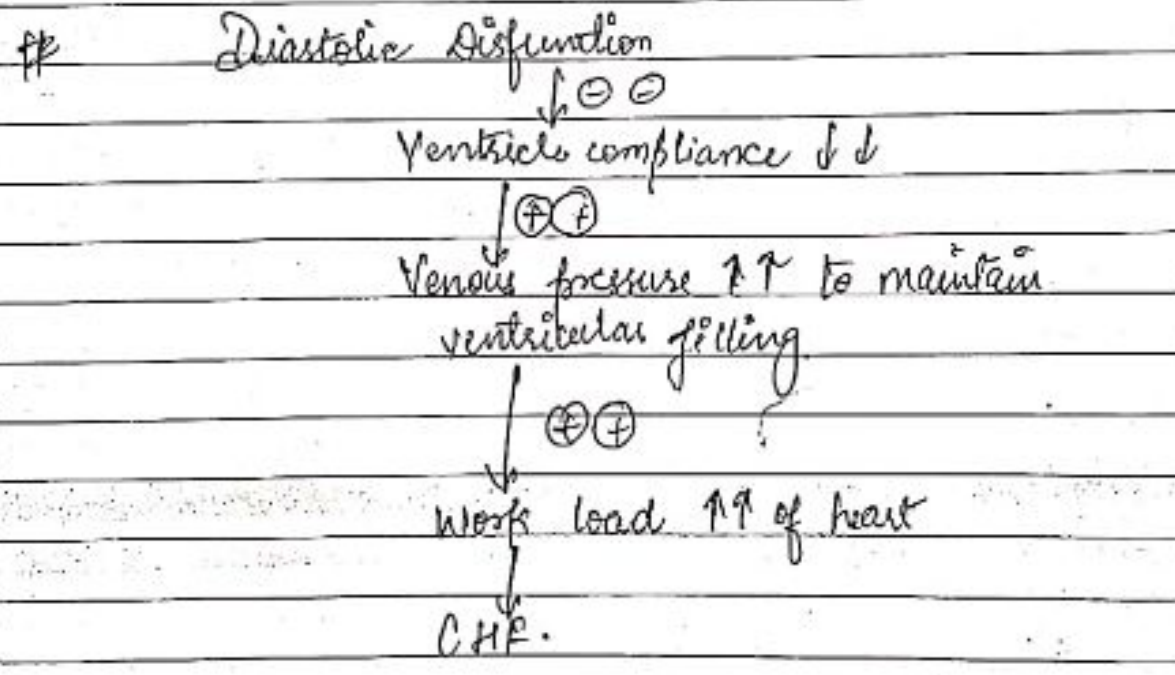 # Diastolic Disfunction
↓ ⊖ ⊖
Ventricle compliance ↓ ↓
↓ ⊕ ⊕
Venous pressure ↑↑ to maintain
ventricular filling
↓ ⊕ ⊕
Work load ↑↑ of heart
↓
CHF.